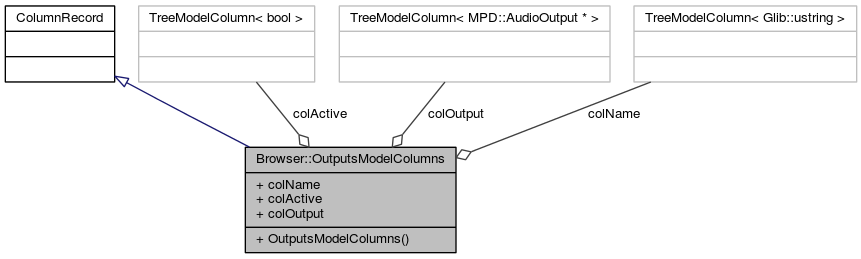 ColumnRecord
TreeModelColumn< bool >
TreeModelColumn< MPD::AudioOutput * >
TreeModelColumn< Glib::ustring >
colActive
colOutput
colName
Browser::OutputsModelColumns
+ colName
+ colActive
+ colOutput
+ OutputsModelColumns()